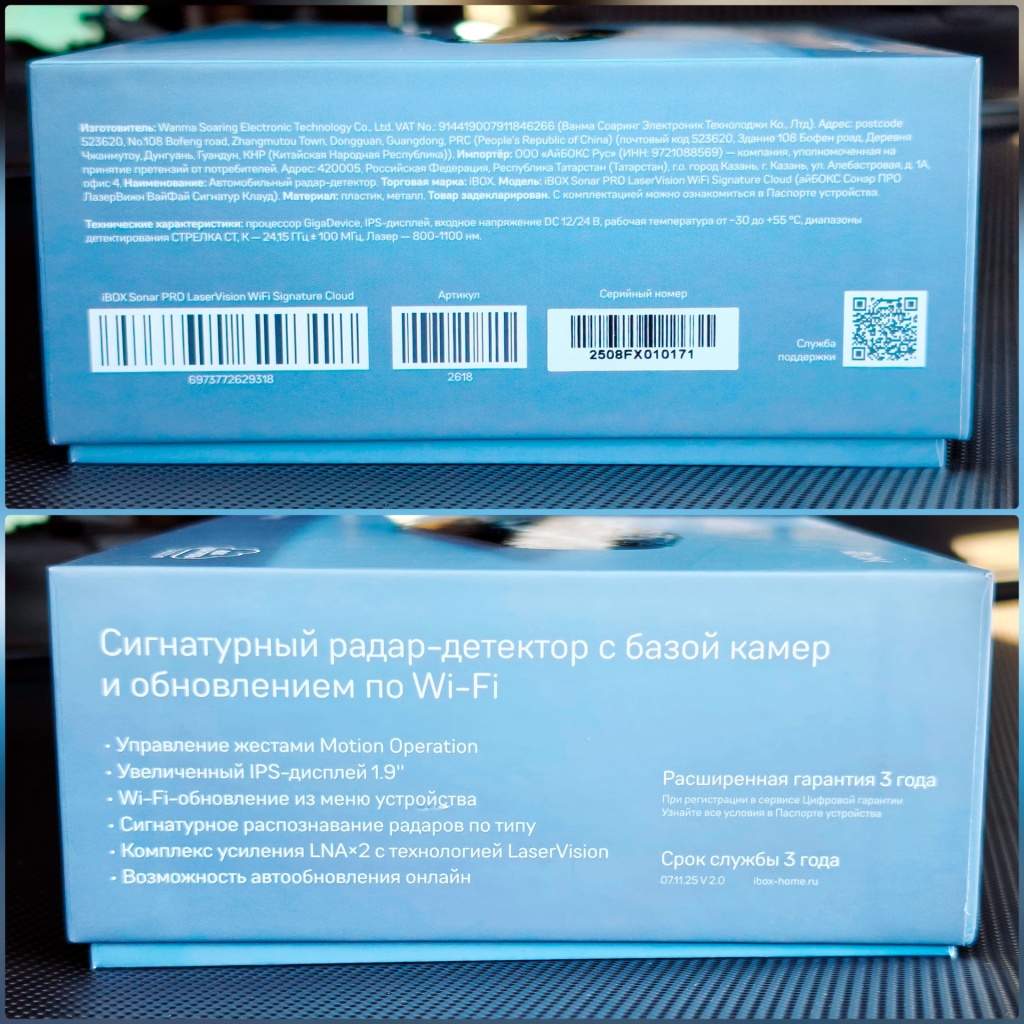 Изготовитель: Wanma Soaring Electronic Technology Co., Ltd. VAT No.: 914419007911846266 (Ванма Соаринг Электроник Технолоджи Ко., Лтд). Адрес: postcode
523620, No.108 Bofeng road, Zhangmutou Town, Dongguan, Guangdong, PRC (People's Republic of China) (почтовый код 523620, Здание 108 Бофен роад, Деревня
Чжанмутоу, Дунгуань, Гуандун, КНР (Китайская Народная Республика)). Импортёр: ООО «АйБОКС Рус» (ИНН: 9721088569) — компания, уполномоченная на
принятие претензий от потребителей. Адрес: 420005, Российская Федерация, Республика Татарстан (Татарстан), г.о. город Казань, г. Казань, ул. Алебастровая, д. 1А,
офис 4. Наименование: Автомобильный радар-детектор. Торговая марка: iBOX. Модель: iBOX Sonar PRO LaserVision WiFi Signature Cloud (айБОКС Сонар ПРО
ЛазерВижн ВайФай Сигнатур Клауд). Материал: пластик, металл. Товар задекларирован. С комплектацией можно ознакомиться в Паспорте устройства.
Технические характеристики: процессор GigaDevice, IPS-дисплей, входное напряжение DC 12/24 В, рабочая температура от −30 до +55 °С, диапазоны
детектирования СТРЕЛКА СТ, K — 24,15 ГГц ± 100 МГц, Лазер — 800-1100 нм.
iBOX Sonar PRO LaserVision WiFi Signature Cloud
6973772629318
Артикул
2618
Серийный номер
2508FX010171
Служба
поддержки
Сигнатурный радар-детектор с базой камер
и обновлением по Wi-Fi
• Управление жестами Motion Operation
• Увеличенный IPS-дисплей 1.9"
• Wi-Fi-обновление из меню устройства
• Сигнатурное распознавание радаров по типу
• Комплекс усиления LNA×2 с технологией LaserVision
• Возможность автообновления онлайн
Расширенная гарантия 3 года
При регистрации в сервисе Цифровой гарантии
Узнайте все условия в Паспорте устройства
Срок службы 3 года
07.11.25 V 2.0 ibox-home.ru